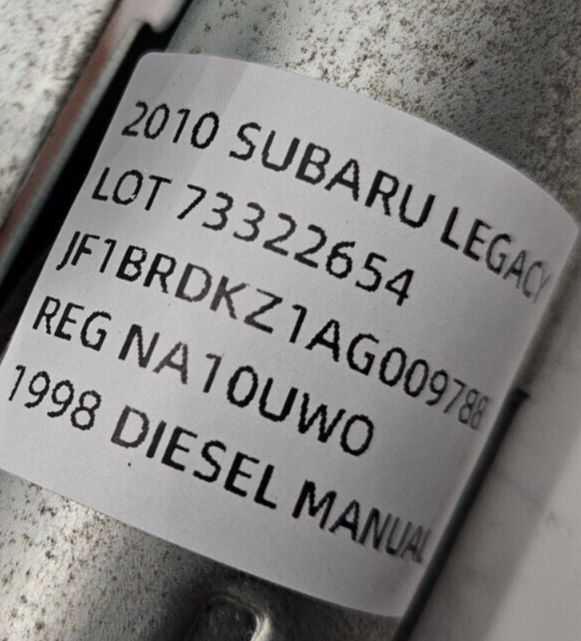 2010 SUBARU LEGACY
LOT 73322654
JF1BRDKZ1AG009788
REG NA10UWO
1998 DIESEL MANUAL